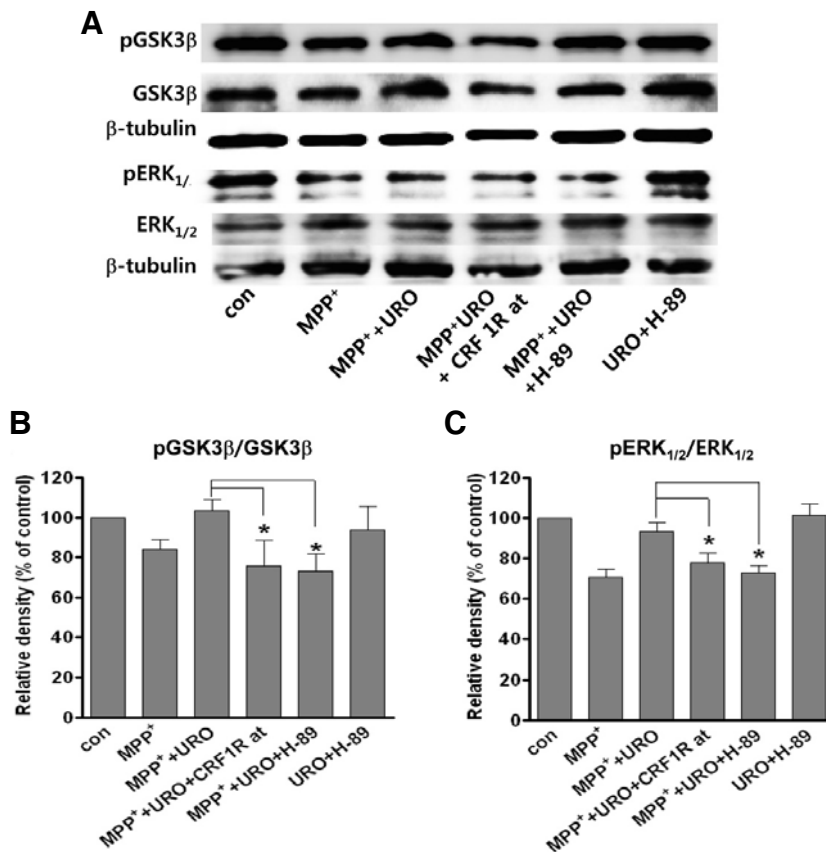 A
pGSK3β
GSK3β
β-tubulin
pERK1/.
ERK1/2
β-tubulin
con
MPP+
MPP+ +URO
MPP+URO
+ CRF 1R at
MPP+ +URO
+H-89
URO+H-89
B
pGSK3β/GSK3β
Relative density (% of control)
120
100
80
60
40
20
0
*
*
con
MPP+
MPP+ +URO
MPP+ +URO+CRF1R at
MPP+ +URO+H-89
URO+H-89
C
pERK1/2/ERK1/2
Relative density (% of control)
120
100
80
60
40
20
0
*
*
con
MPP+
MPP+ +URO
MPP+ +URO+CRF1R at
MPP+ +URO+H-89
URO+H-89